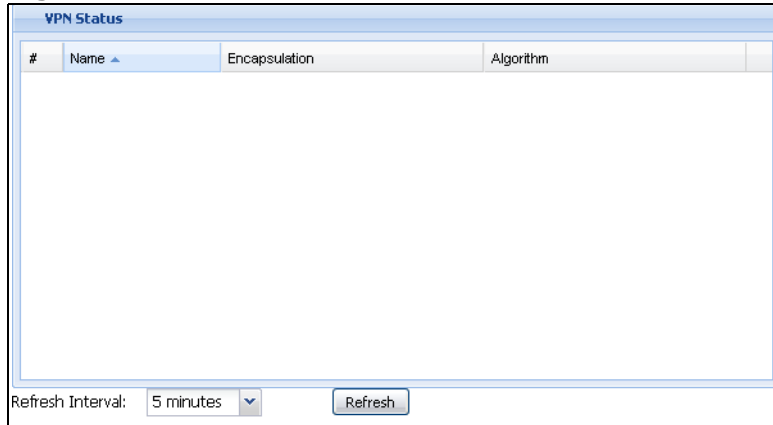 VPN Status
# Name Encapsulation Algorithm
Refresh Interval: 5 minutes Refresh